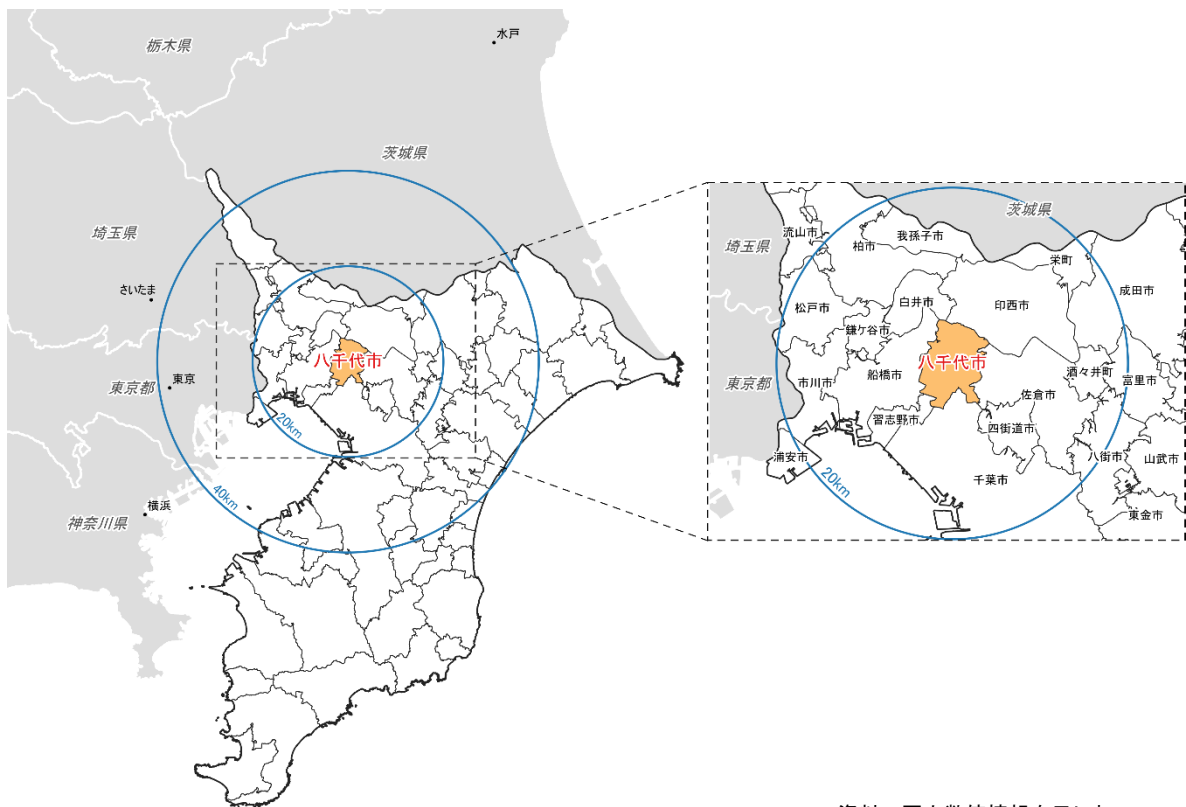 水戸
栃木県
茨城県
埼玉県
さいたま
八千代市
東京
東京都
20km
40km
横浜
神奈川県
茨城県
流山市
我孫子市
柏市
埼玉県
栄町
成田市
松戸市
白井市
印西市
鎌ケ谷市
八千代市
船橋市
酒々井町
東京都
市川市
富里市
佐倉市
習志野市
四街道市
浦安市
八街市
山武市
20km
千葉市
東金市